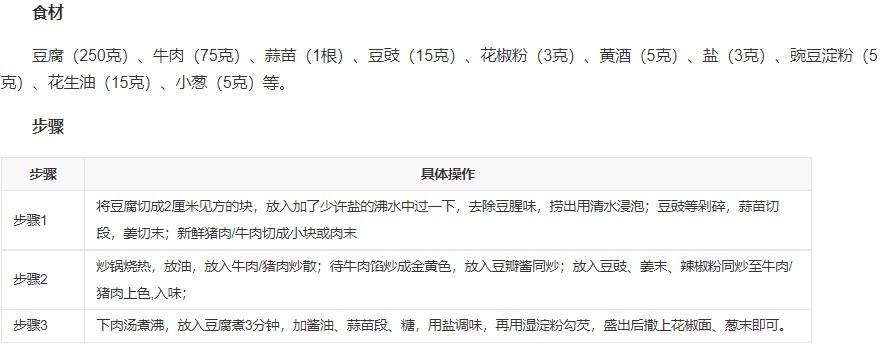 食材
豆腐（250克）、牛肉（75克）、蒜苗（1根）、豆豉（15克）、花椒粉（3克）、黄酒（5克）、盐（3克）、豌豆淀粉（5
克）、花生油（15克）、小葱（5克）等。
步骤
步骤 具体操作
步骤1 将豆腐切成2厘米见方的块，放入加了少许盐的沸水中过一下，去除豆腥味，捞出用清水浸泡；豆豉等剁碎，蒜苗切
段，姜切末；新鲜猪肉/牛肉切成小块或肉末
步骤2 炒锅烧热，放油，放入牛肉/猪肉炒散；待牛肉馅炒成金黄色，放入豆瓣酱同炒；放入豆豉、姜末、辣椒粉同炒至牛肉/
猪肉上色,入味；
步骤3 下肉汤煮沸，放入豆腐煮3分钟，加酱油、蒜苗段、糖，用盐调味，再用湿淀粉勾芡，盛出后撒上花椒面、葱末即可。